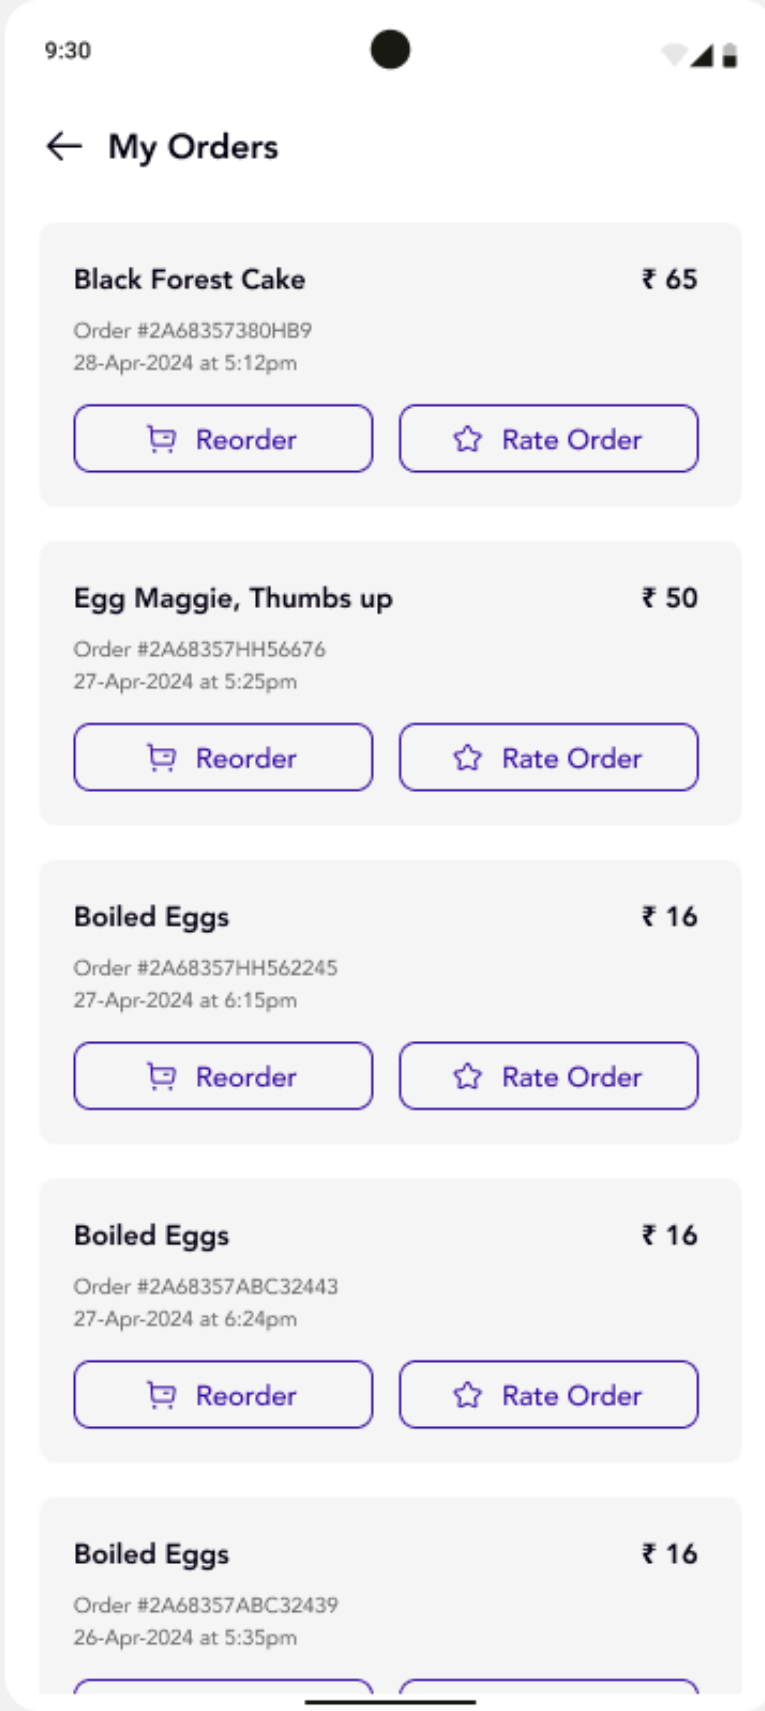 9:30
My Orders
Black Forest Cake ₹ 65
Order #2A68357380HB9
28-Apr-2024 at 5:12pm
Reorder Rate Order
Egg Maggie, Thumbs up ₹ 50
Order #2A68357HH56676
27-Apr-2024 at 5:25pm
Reorder Rate Order
Boiled Eggs ₹ 16
Order #2A68357HH562245
27-Apr-2024 at 6:15pm
Reorder Rate Order
Boiled Eggs ₹ 16
Order #2A68357ABC32443
27-Apr-2024 at 6:24pm
Reorder Rate Order
Boiled Eggs ₹ 16
Order #2A68357ABC32439
26-Apr-2024 at 5:35pm